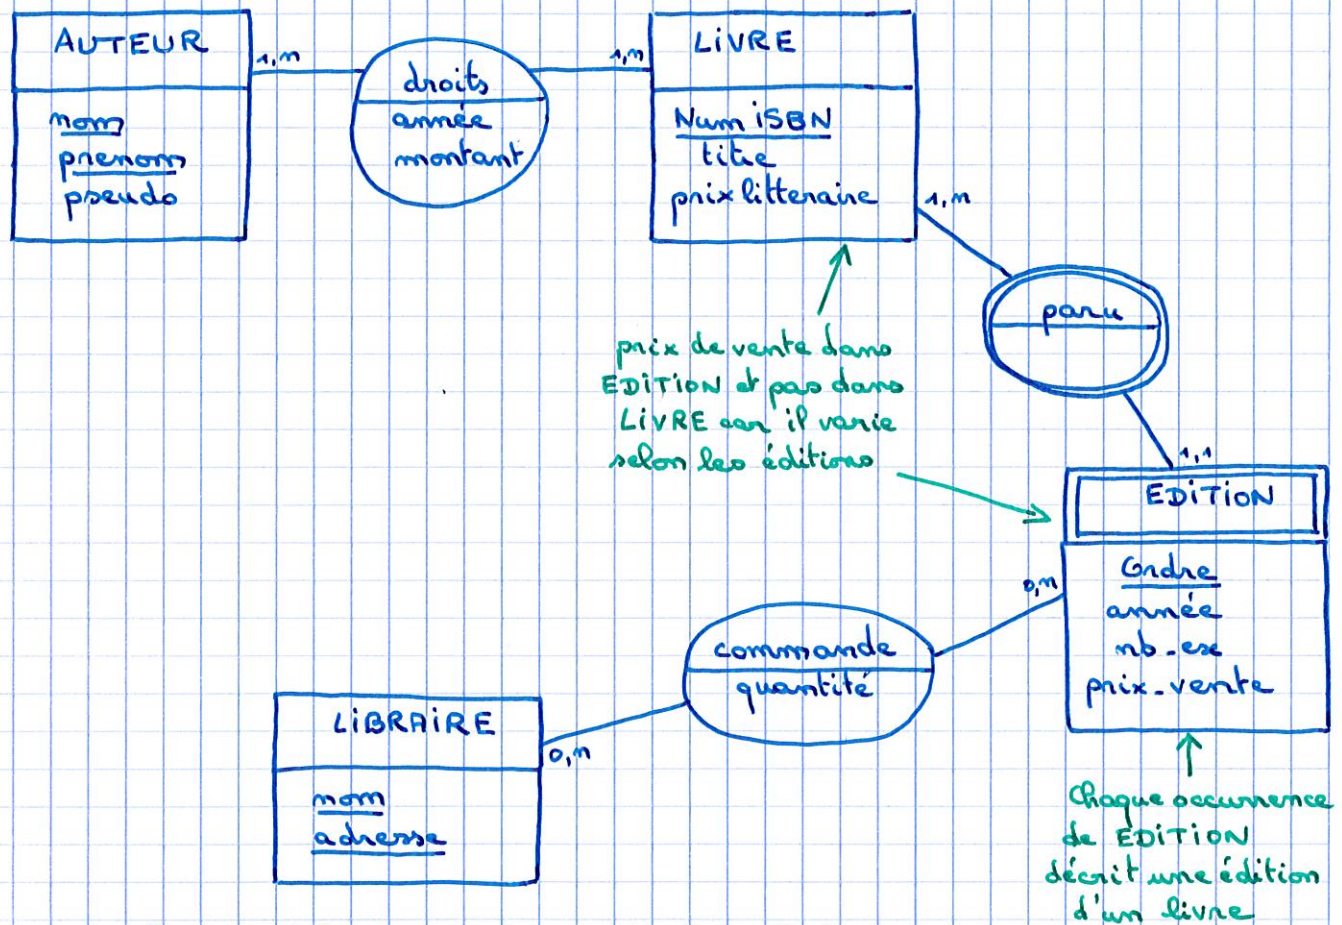 AUTEUR
nom
prenom
pseudo
1,n
droits
année
montant
1,n
LiVRE
Num iSBN
titre
prix litteraire
1,n
paru
1,1
prix de vente dans
EDITiON et pas dans
LiVRE car il varie
selon les éditions
EDiTiON
Ordre
année
nb_ex
prix_vente
0,n
commande
quantité
0,n
LiBRAiRE
nom
adresse
Chaque occurrence
de EDiTiON
décrit une édition
d'un livre